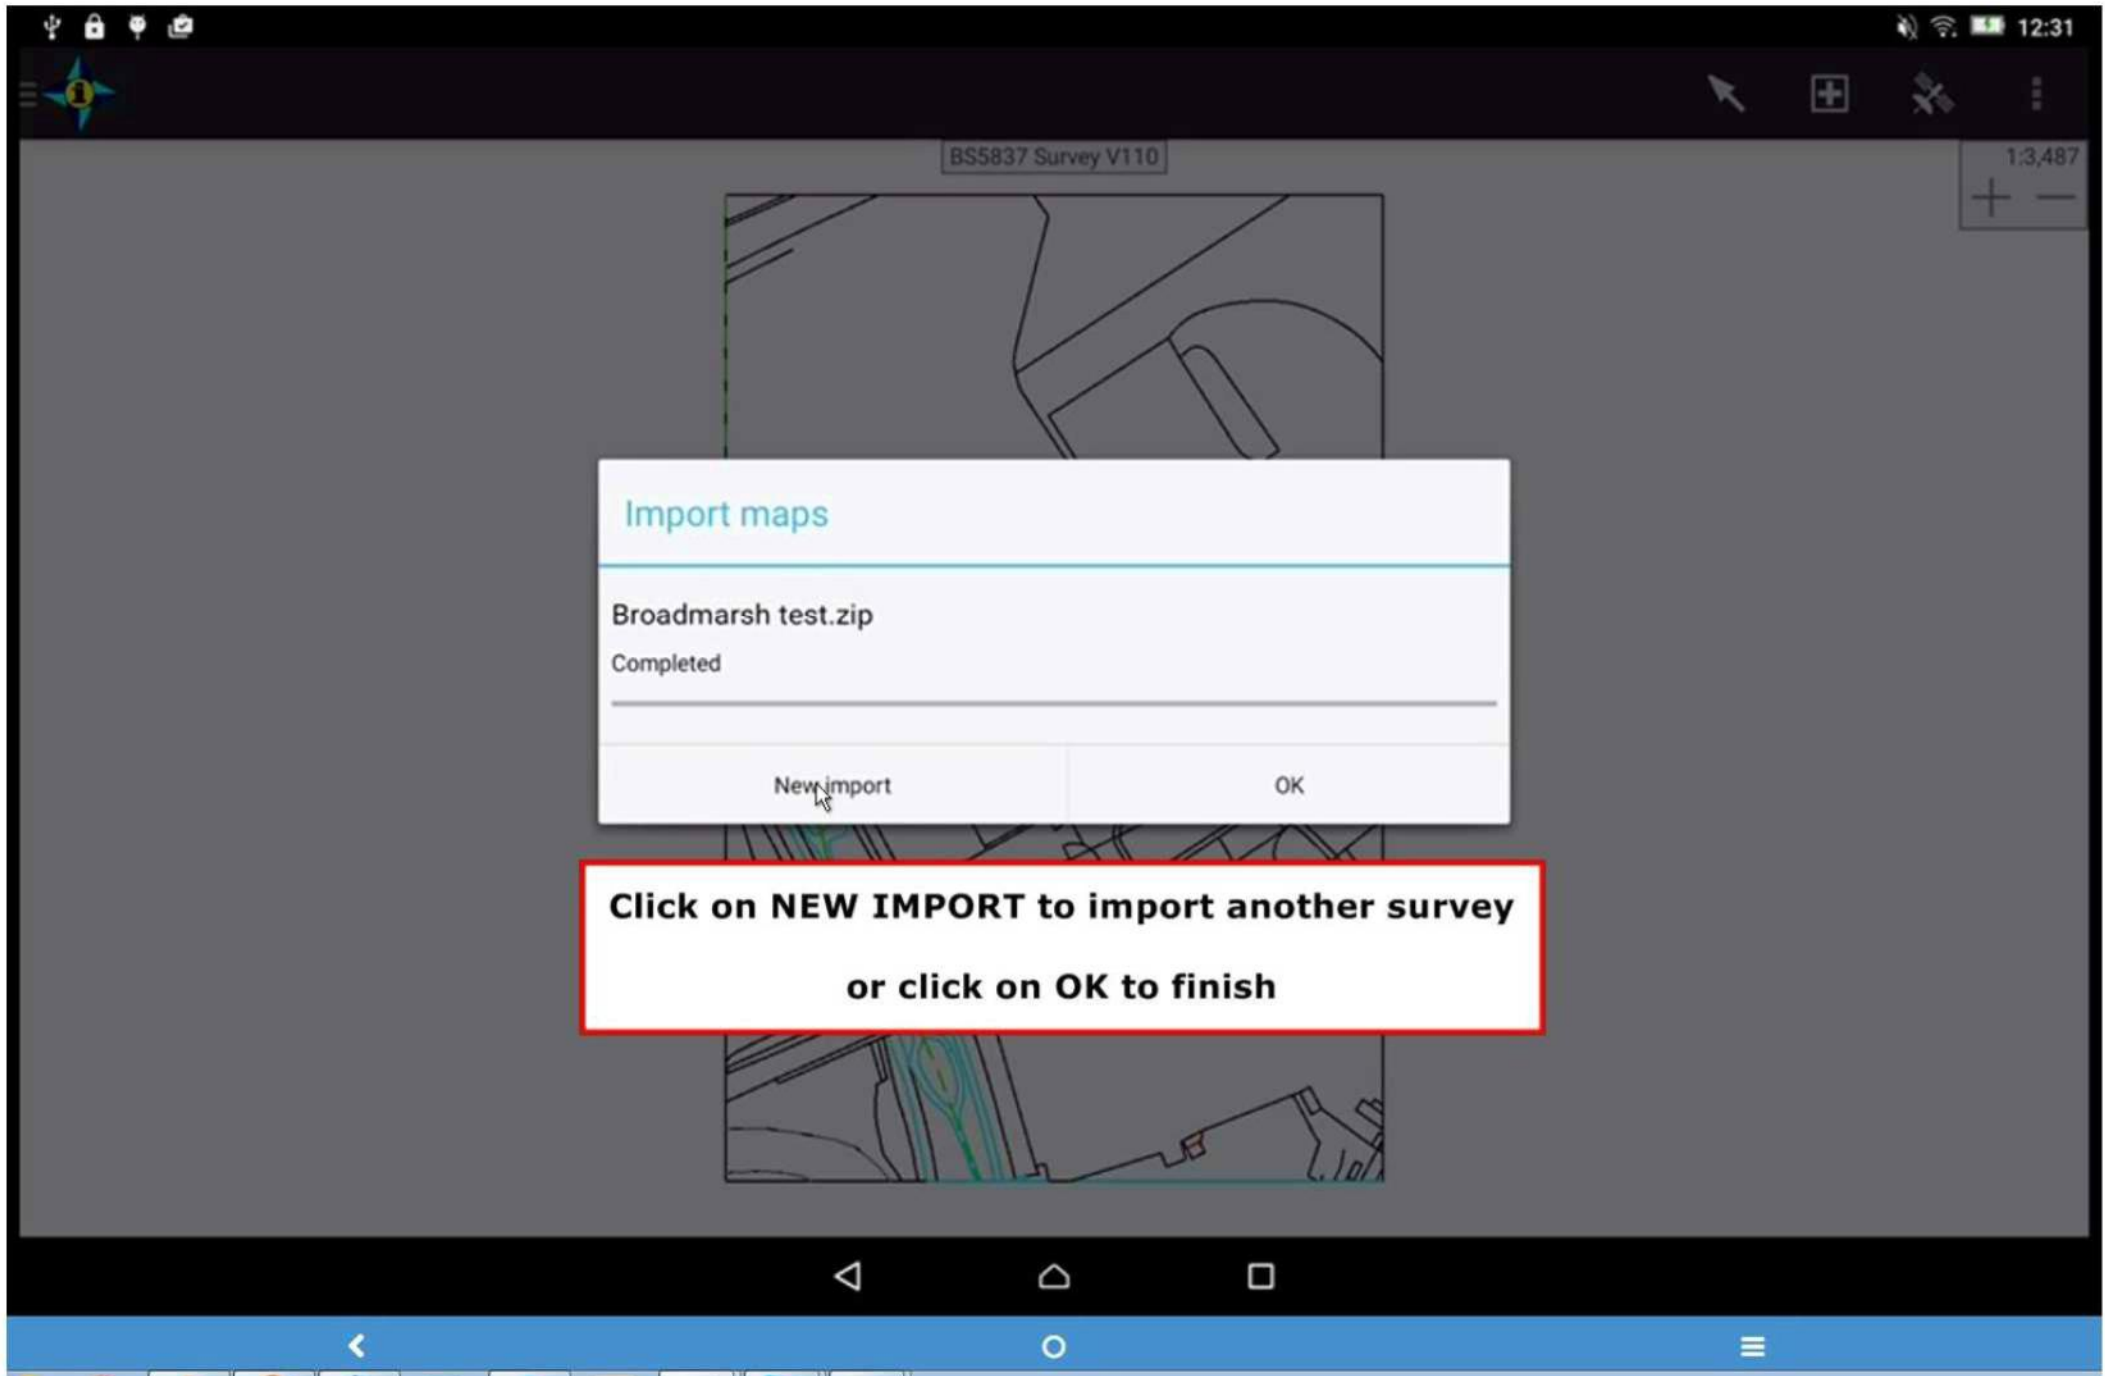 12:31
BS5837 Survey V110
1:3,487
Import maps
Broadmarsh test.zip
Completed
New import
OK
Click on NEW IMPORT to import another survey
or click on OK to finish